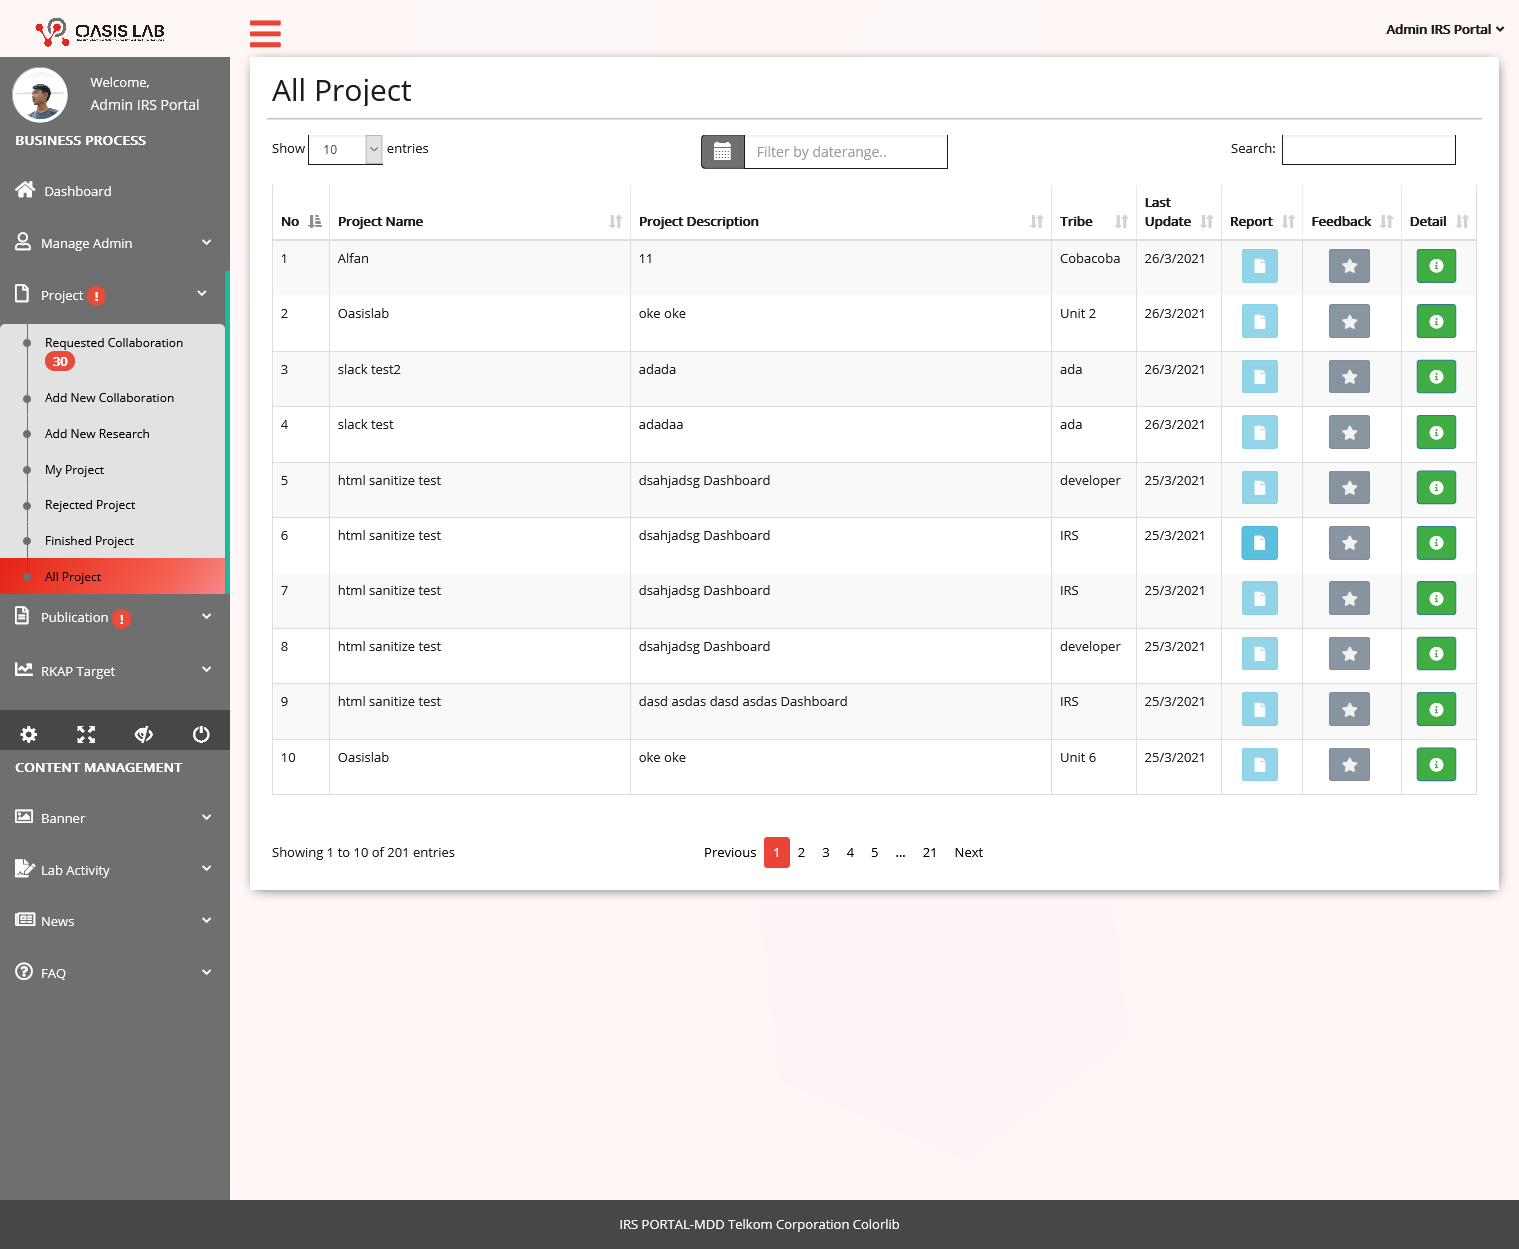 OASIS LAB
Admin IRS Portal
Welcome,
Admin IRS Portal
BUSINESS PROCESS
Dashboard
Manage Admin
Project !
Requested Collaboration
30
Add New Collaboration
Add New Research
My Project
Rejected Project
Finished Project
All Project
Publication !
RKAP Target
CONTENT MANAGEMENT
Banner
Lab Activity
News
FAQ
All Project
Show 10 entries
Filter by daterange..
Search:
No Project Name Project Description Tribe Last Update Report Feedback Detail
1 Alfan 11 Cobacoba 26/3/2021
2 Oasislab oke oke Unit 2 26/3/2021
3 slack test2 adada ada 26/3/2021
4 slack test adadaa ada 26/3/2021
5 html sanitize test dsahjadsg Dashboard developer 25/3/2021
6 html sanitize test dsahjadsg Dashboard IRS 25/3/2021
7 html sanitize test dsahjadsg Dashboard IRS 25/3/2021
8 html sanitize test dsahjadsg Dashboard developer 25/3/2021
9 html sanitize test dasd asdas dasd asdas Dashboard IRS 25/3/2021
10 Oasislab oke oke Unit 6 25/3/2021
Showing 1 to 10 of 201 entries
Previous 1 2 3 4 5 ... 21 Next
IRS PORTAL-MDD Telkom Corporation Colorlib